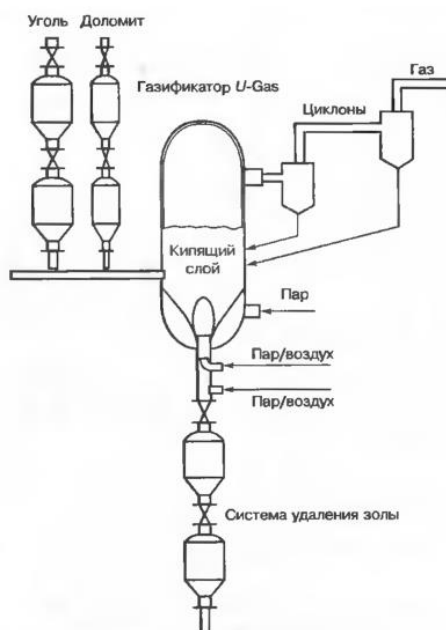 Уголь Доломит
Газификатор U-Gas
Газ
Циклоны
Кипящий
слой
Пар
Пар/воздух
Пар/воздух
Система удаления золы